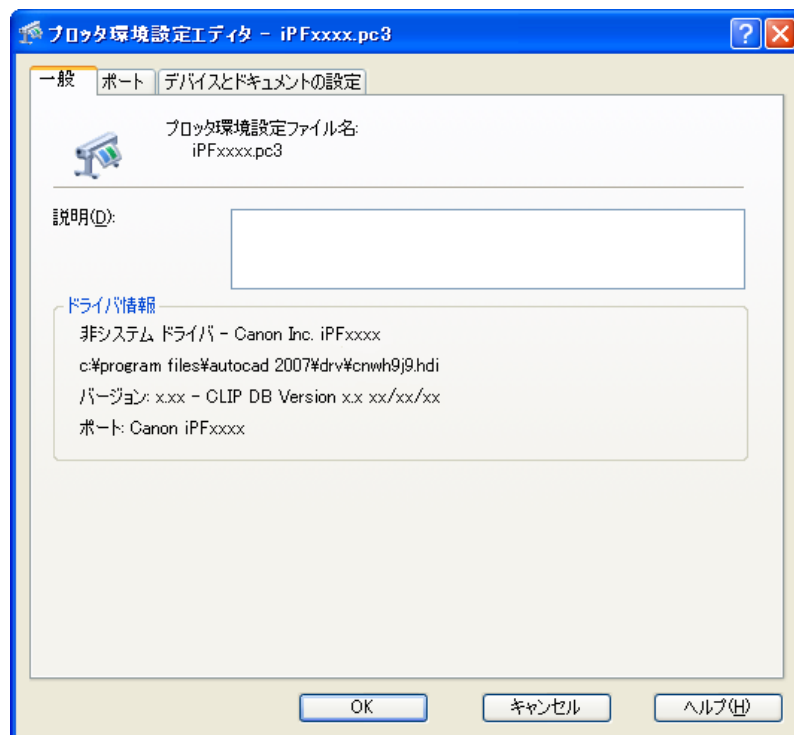 プロッタ環境設定エディタ - iPFxxxx.pc3
一般 ポート デバイスとドキュメントの設定
プロッタ環境設定ファイル名:
iPFxxxx.pc3
説明(D):
ドライバ情報
非システム ドライバ - Canon Inc. iPFxxxx
c:¥program files¥autocad 2007¥drv¥cnwh9j9.hdi
バージョン: x.xx - CLIP DB Version x.x xx/xx/xx
ポート: Canon iPFxxxx
OK キャンセル ヘルプ(H)